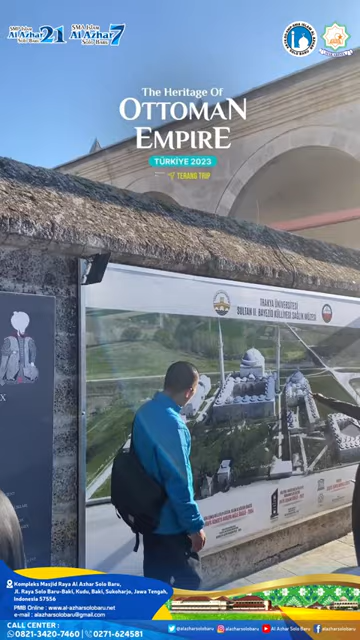 SMP Islam
Al Azhar 21
Solo Baru
SMA Islam
Al Azhar 7
Solo Baru
The Heritage Of
OTTOMAN
EMPIRE
TÜRKİYE 2023
TERANG TRIP
TRAKYA ÜNİVERSİTESİ
SULTAN II. BAYEZİD KÜLLİYESİ SAĞLIK MÜZESİ
X
Kompleks Masjid Raya Al Azhar Solo Baru,
Jl. Raya Solo Baru-Baki, Kudu, Baki, Sukoharjo, Jawa Tengah,
Indonesia 57556
PMB Online : www.al-azharsolobaru.net
e-mail : alazharsolobaru@gmail.com
CALL CENTER :
0821-3420-7460
0271-624581
@alazharsolobaru
alazharsolobaru
alazharsolobaru
Al Azhar Solo Baru
alazharsolobaru